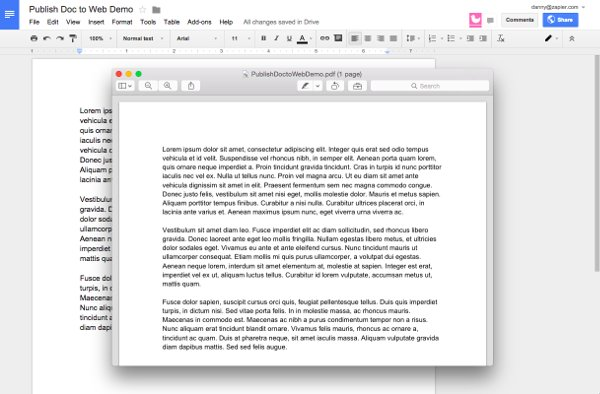 Publish Doc to Web Demo
danny@zapier.com
File Edit View Insert Format Tools Table Add-ons Help All changes saved in Drive
Comments
Share
100% Normal text Arial 11 B I U A More
PublishDoctoWebDemo.pdf (1 page)
Search
Lorem ips
vehicula e
quis ornare
iaculis nec
vehicula d
Donec jus
Aliquam p
lacinia ant
Vestibulum
gravida. D
dolor soda
ullamcorp
Aenean n
imperdiet
mattis qua
Fusce dolor
turpis, in d
Maecenas
Nunc aliq
tincidunt a
diam dapi
Lorem ipsum dolor sit amet, consectetur adipiscing elit. Integer quis erat sed odio tempus
vehicula et id velit. Suspendisse vel rhoncus nibh, in semper elit. Aenean porta quam lorem,
quis ornare neque imperdiet a. Proin tincidunt gravida tincidunt. Cras in turpis id nunc porttitor
iaculis nec vel ex. Nulla ut tellus nunc. Proin vel magna arcu. Ut eu diam sit amet ante
vehicula dignissim sit amet in elit. Praesent fermentum sem nec magna commodo congue.
Donec justo felis, vestibulum sit amet nisi eget, mollis molestie dolor. Mauris et metus sapien.
Aliquam porttitor tempus finibus. Curabitur a nisi nulla. Curabitur ultrices placerat orci, in
lacinia ante varius et. Aenean maximus ipsum nunc, eget viverra urna viverra ac.
Vestibulum sit amet diam leo. Fusce imperdiet elit ac diam sollicitudin, sed rhoncus libero
gravida. Donec laoreet ante eget leo mollis fringilla. Nullam egestas libero metus, et ultricies
dolor sodales eget. Vivamus eu ante et ante eleifend cursus. Nunc tincidunt mauris ut
ullamcorper consequat. Etiam mollis mi quis purus ullamcorper, a volutpat dui egestas.
Aenean neque lorem, interdum sit amet elementum at, molestie at sapien. Integer est erat,
imperdiet vel ex ut, aliquam luctus tellus. Curabitur id lorem vulputate, accumsan metus ut,
mattis quam.
Fusce dolor sapien, suscipit cursus orci quis, feugiat pellentesque tellus. Duis quis imperdiet
turpis, in dictum nisi. Sed vitae porta felis. In in molestie massa, ac rhoncus mauris.
Maecenas in commodo est. Maecenas ac nibh a purus condimentum tempor non a risus.
Nunc aliquam erat tincidunt blandit ornare. Vivamus felis mauris, rhoncus ac ornare a,
tincidunt ac quam. Duis at pharetra neque, sit amet iaculis massa. Aliquam vulputate gravida
diam dapibus mattis. Sed sed felis augue.